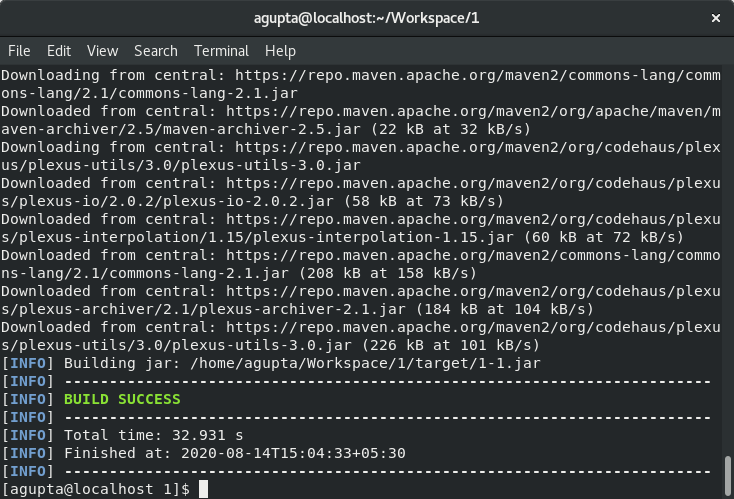 agupta@localhost:~/Workspace/1 ×
File Edit View Search Terminal Help
Downloading from central: https://repo.maven.apache.org/maven2/commons-lang/comm
ons-lang/2.1/commons-lang-2.1.jar
Downloaded from central: https://repo.maven.apache.org/maven2/org/apache/maven/m
aven-archiver/2.5/maven-archiver-2.5.jar (22 kB at 32 kB/s)
Downloading from central: https://repo.maven.apache.org/maven2/org/codehaus/plex
us/plexus-utils/3.0/plexus-utils-3.0.jar
Downloaded from central: https://repo.maven.apache.org/maven2/org/codehaus/plexu
s/plexus-io/2.0.2/plexus-io-2.0.2.jar (58 kB at 73 kB/s)
Downloaded from central: https://repo.maven.apache.org/maven2/org/codehaus/plexu
s/plexus-interpolation/1.15/plexus-interpolation-1.15.jar (60 kB at 72 kB/s)
Downloaded from central: https://repo.maven.apache.org/maven2/commons-lang/commo
ns-lang/2.1/commons-lang-2.1.jar (208 kB at 158 kB/s)
Downloaded from central: https://repo.maven.apache.org/maven2/org/codehaus/plexu
s/plexus-archiver/2.1/plexus-archiver-2.1.jar (184 kB at 104 kB/s)
Downloaded from central: https://repo.maven.apache.org/maven2/org/codehaus/plexu
s/plexus-utils/3.0/plexus-utils-3.0.jar (226 kB at 101 kB/s)
[INFO] Building jar: /home/agupta/Workspace/1/target/1-1.jar
[INFO] ------------------------------------------------------------------------
[INFO] BUILD SUCCESS
[INFO] ------------------------------------------------------------------------
[INFO] Total time: 32.931 s
[INFO] Finished at: 2020-08-14T15:04:33+05:30
[INFO] ------------------------------------------------------------------------
[agupta@localhost 1]$